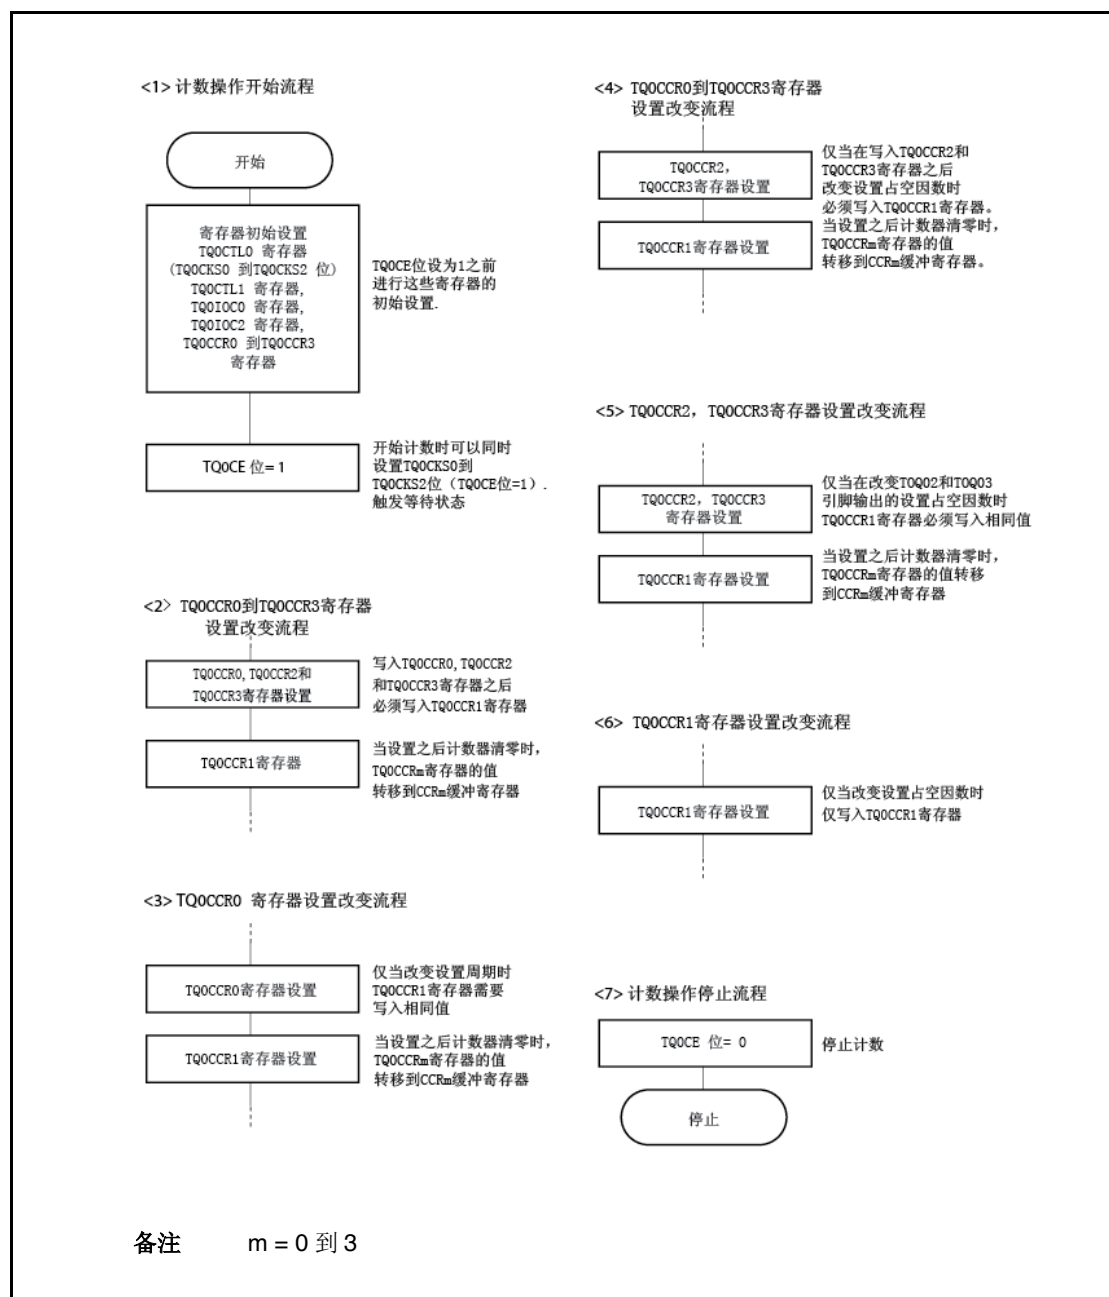 <1> 计数操作开始流程
开始
寄存器初始设置
TQ0CTL0 寄存器
(TQ0CKS0 到TQ0CKS2 位)
TQ0CTL1 寄存器,
TQ0IOC0 寄存器,
TQ0IOC2 寄存器,
TQ0CCR0 到TQ0CCR3
寄存器
TQ0CE位设为1之前
进行这些寄存器的
初始设置.
TQ0CE 位= 1
开始计数时可以同时
设置TQ0CKS0到
TQ0CKS2位（TQ0CE位=1）.
触发等待状态
<2> TQ0CCR0到TQ0CCR3寄存器
设置改变流程
TQ0CCR0,TQ0CCR2和
TQ0CCR3寄存器设置
写入TQ0CCR0,TQ0CCR2
和TQ0CCR3寄存器之后
必须写入TQ0CCR1寄存器
TQ0CCR1寄存器
当设置之后计数器清零时,
TQ0CCRm寄存器的值
转移到CCRm缓冲寄存器
<3> TQ0CCR0 寄存器设置改变流程
TQ0CCR0寄存器设置
仅当改变设置周期时
TQ0CCR1寄存器需要
写入相同值
TQ0CCR1寄存器设置
当设置之后计数器清零时,
TQ0CCRm寄存器的值
转移到CCRm缓冲寄存器
<4> TQ0CCR0到TQ0CCR3寄存器
设置改变流程
TQ0CCR2,
TQ0CCR3寄存器设置
仅当在写入TQ0CCR2和
TQ0CCR3寄存器之后
改变设置占空因数时
必须写入TQ0CCR1寄存器。
TQ0CCR1寄存器设置
当设置之后计数器清零时,
TQ0CCRm寄存器的值
转移到CCRm缓冲寄存器。
<5> TQ0CCR2, TQ0CCR3寄存器设置改变流程
TQ0CCR2, TQ0CCR3
寄存器设置
仅当在改变TOQ02和TOQ03
引脚输出的设置占空因数时
TQ0CCR1寄存器必须写入相同值
TQ0CCR1寄存器设置
当设置之后计数器清零时,
TQ0CCRm寄存器的值转移
到CCRm缓冲寄存器
<6> TQ0CCR1寄存器设置改变流程
TQ0CCR1寄存器设置
仅当改变设置占空因数时
仅写入TQ0CCR1寄存器
<7> 计数操作停止流程
TQ0CE 位= 0
停止计数
停止
备注 m = 0 到 3